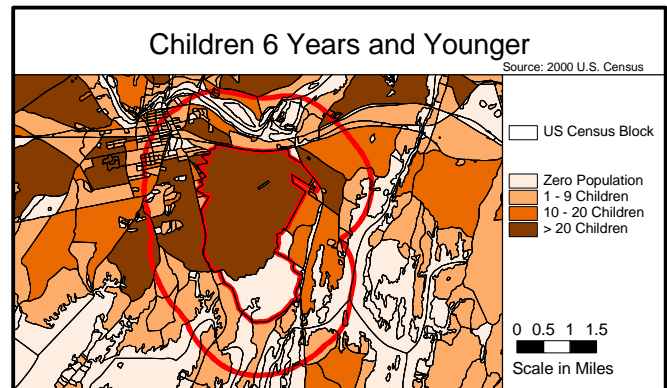 Children 6 Years and Younger
Source: 2000 U.S. Census
US Census Block
Zero Population
1 - 9 Children
10 - 20 Children
> 20 Children
0 0.5 1 1.5
Scale in Miles